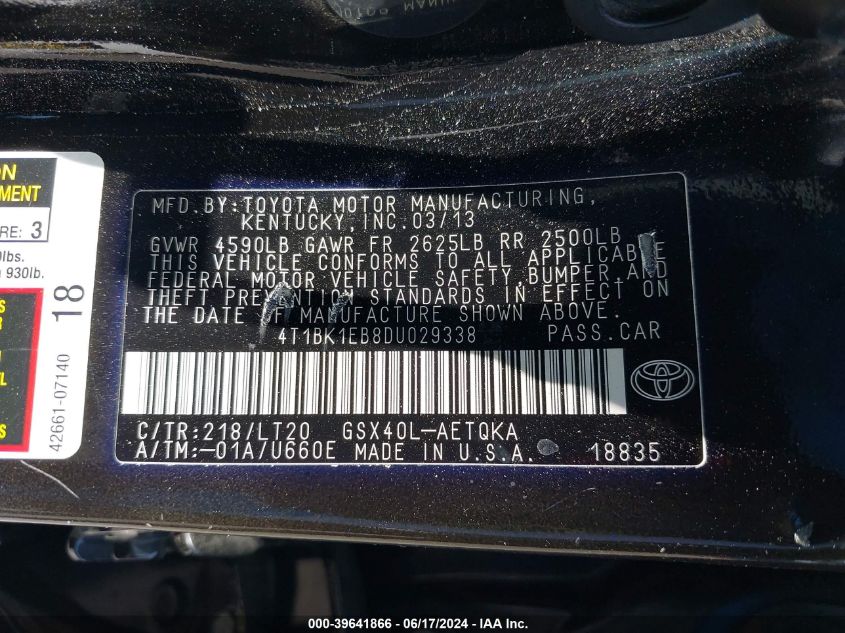 ON
EMENT
RE: 3
lbs.
930lb.
18
42661-07140
MFD.BY:TOYOTA MOTOR MANUFACTURING,
KENTUCKY,INC.03/13
GVWR 4590LB GAWR FR 2625LB RR 2500LB
THIS VEHICLE CONFORMS TO ALL APPLICABLE
FEDERAL MOTOR VEHICLE SAFETY,BUMPER,AND
THEFT PREVENTION STANDARDS IN EFFECT ON
THE DATE OF MANUFACTURE SHOWN ABOVE.
4T1BK1EB8DU029338 PASS.CAR
C/TR:218/LT20 GSX40L-AETQKA
A/TM:-01A/U660E MADE IN U.S.A. 18835
000-39641866 - 06/17/2024 - IAA Inc.